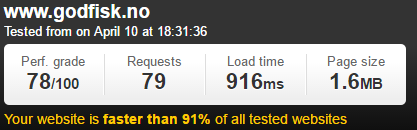 www.godfisk.no
Tested from on April 10 at 18:31:36
Perf. grade Requests Load time Page size
78/100 79 916ms 1.6MB
Your website is faster than 91% of all tested websites